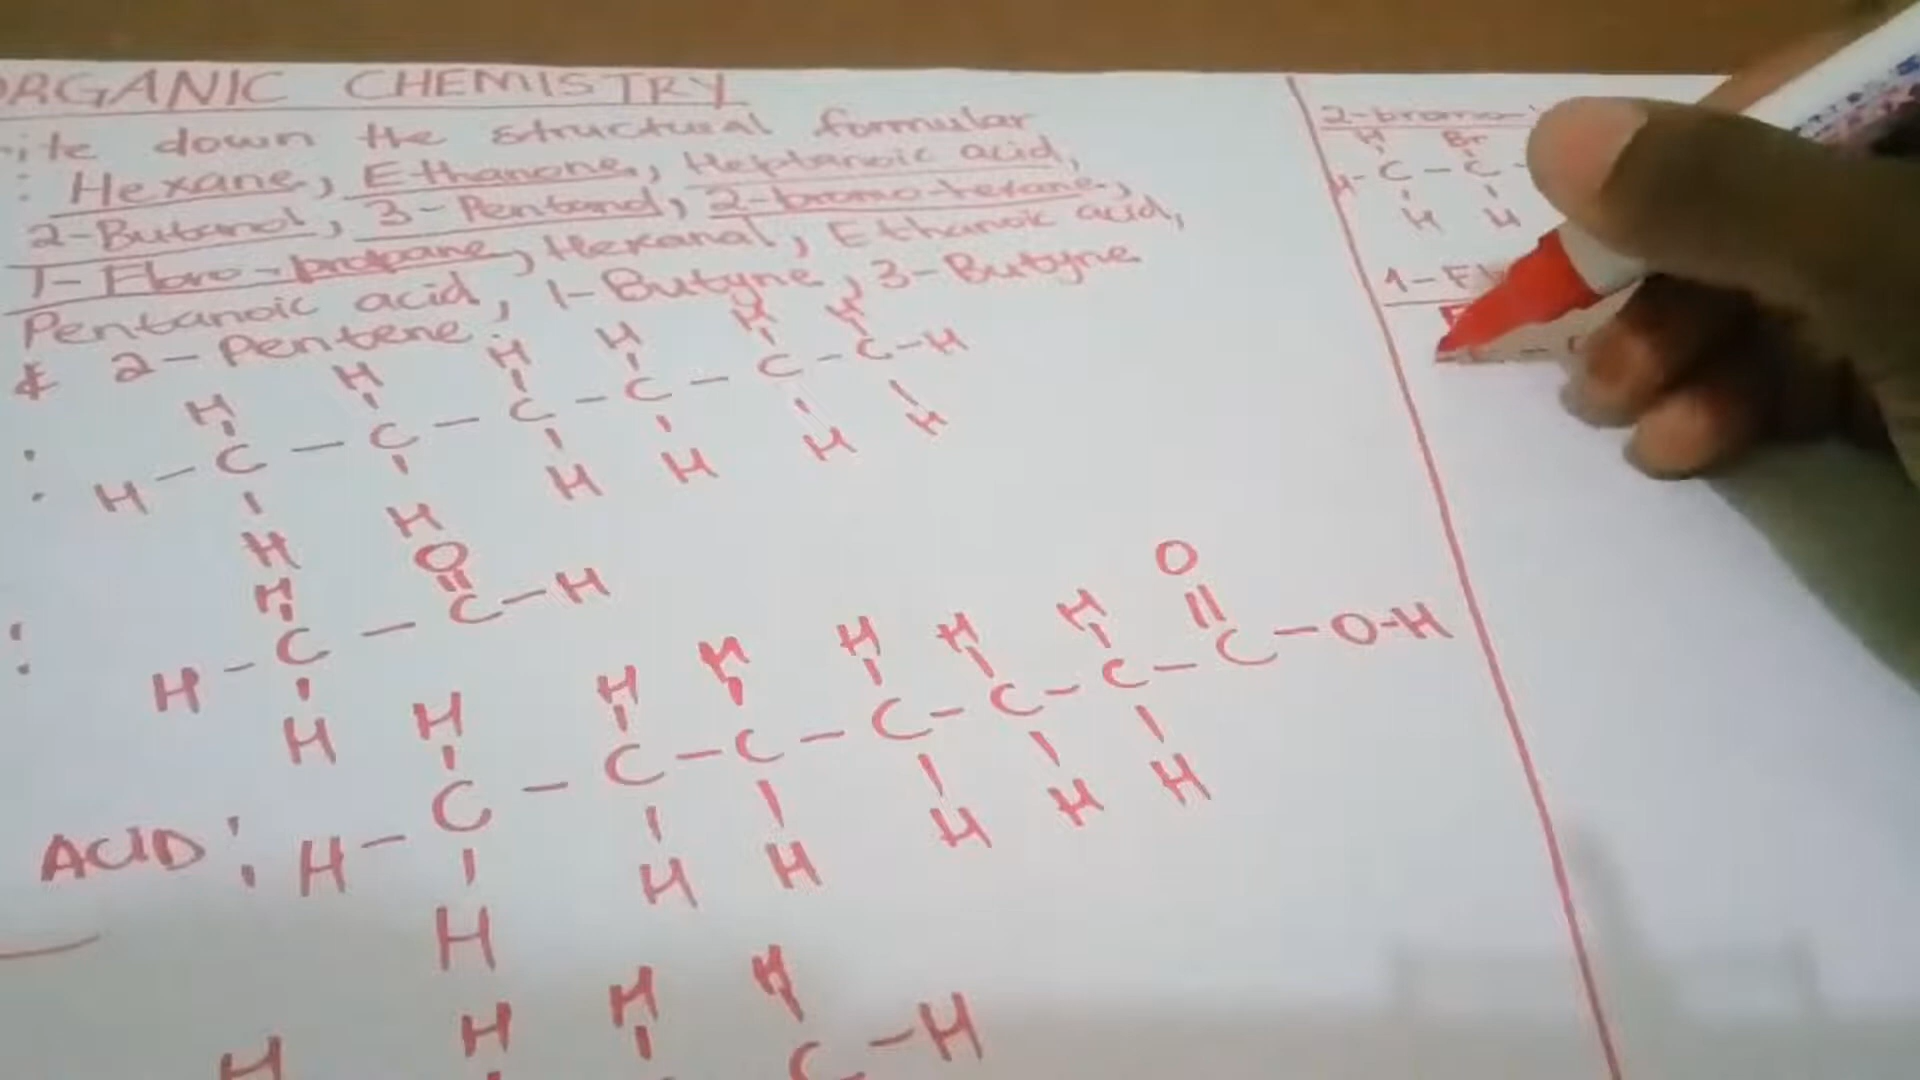 ORGANIC CHEMISTRY
down the structural formular
: Hexane, Ethanone, Heptanoic acid,
2-Butanol, 3-Pentanol, 2-bromo-hexane,
1-Floro-propane, Hexanal, Ethanoic acid,
Pentanoic acid, 1-Butyne, 3-Butyne
& 2-Pentene.
H H H H H H
: H - C - C - C - C - C - C - H
H H H H H H
H O
: H - C - C - H
H
H H H H H H O
ACID : H - C - C - C - C - C - C - C - O-H
H H H H H H
H H H H
C - H
2-bromo-
H Br
H - C - C -
H H
1-Fl